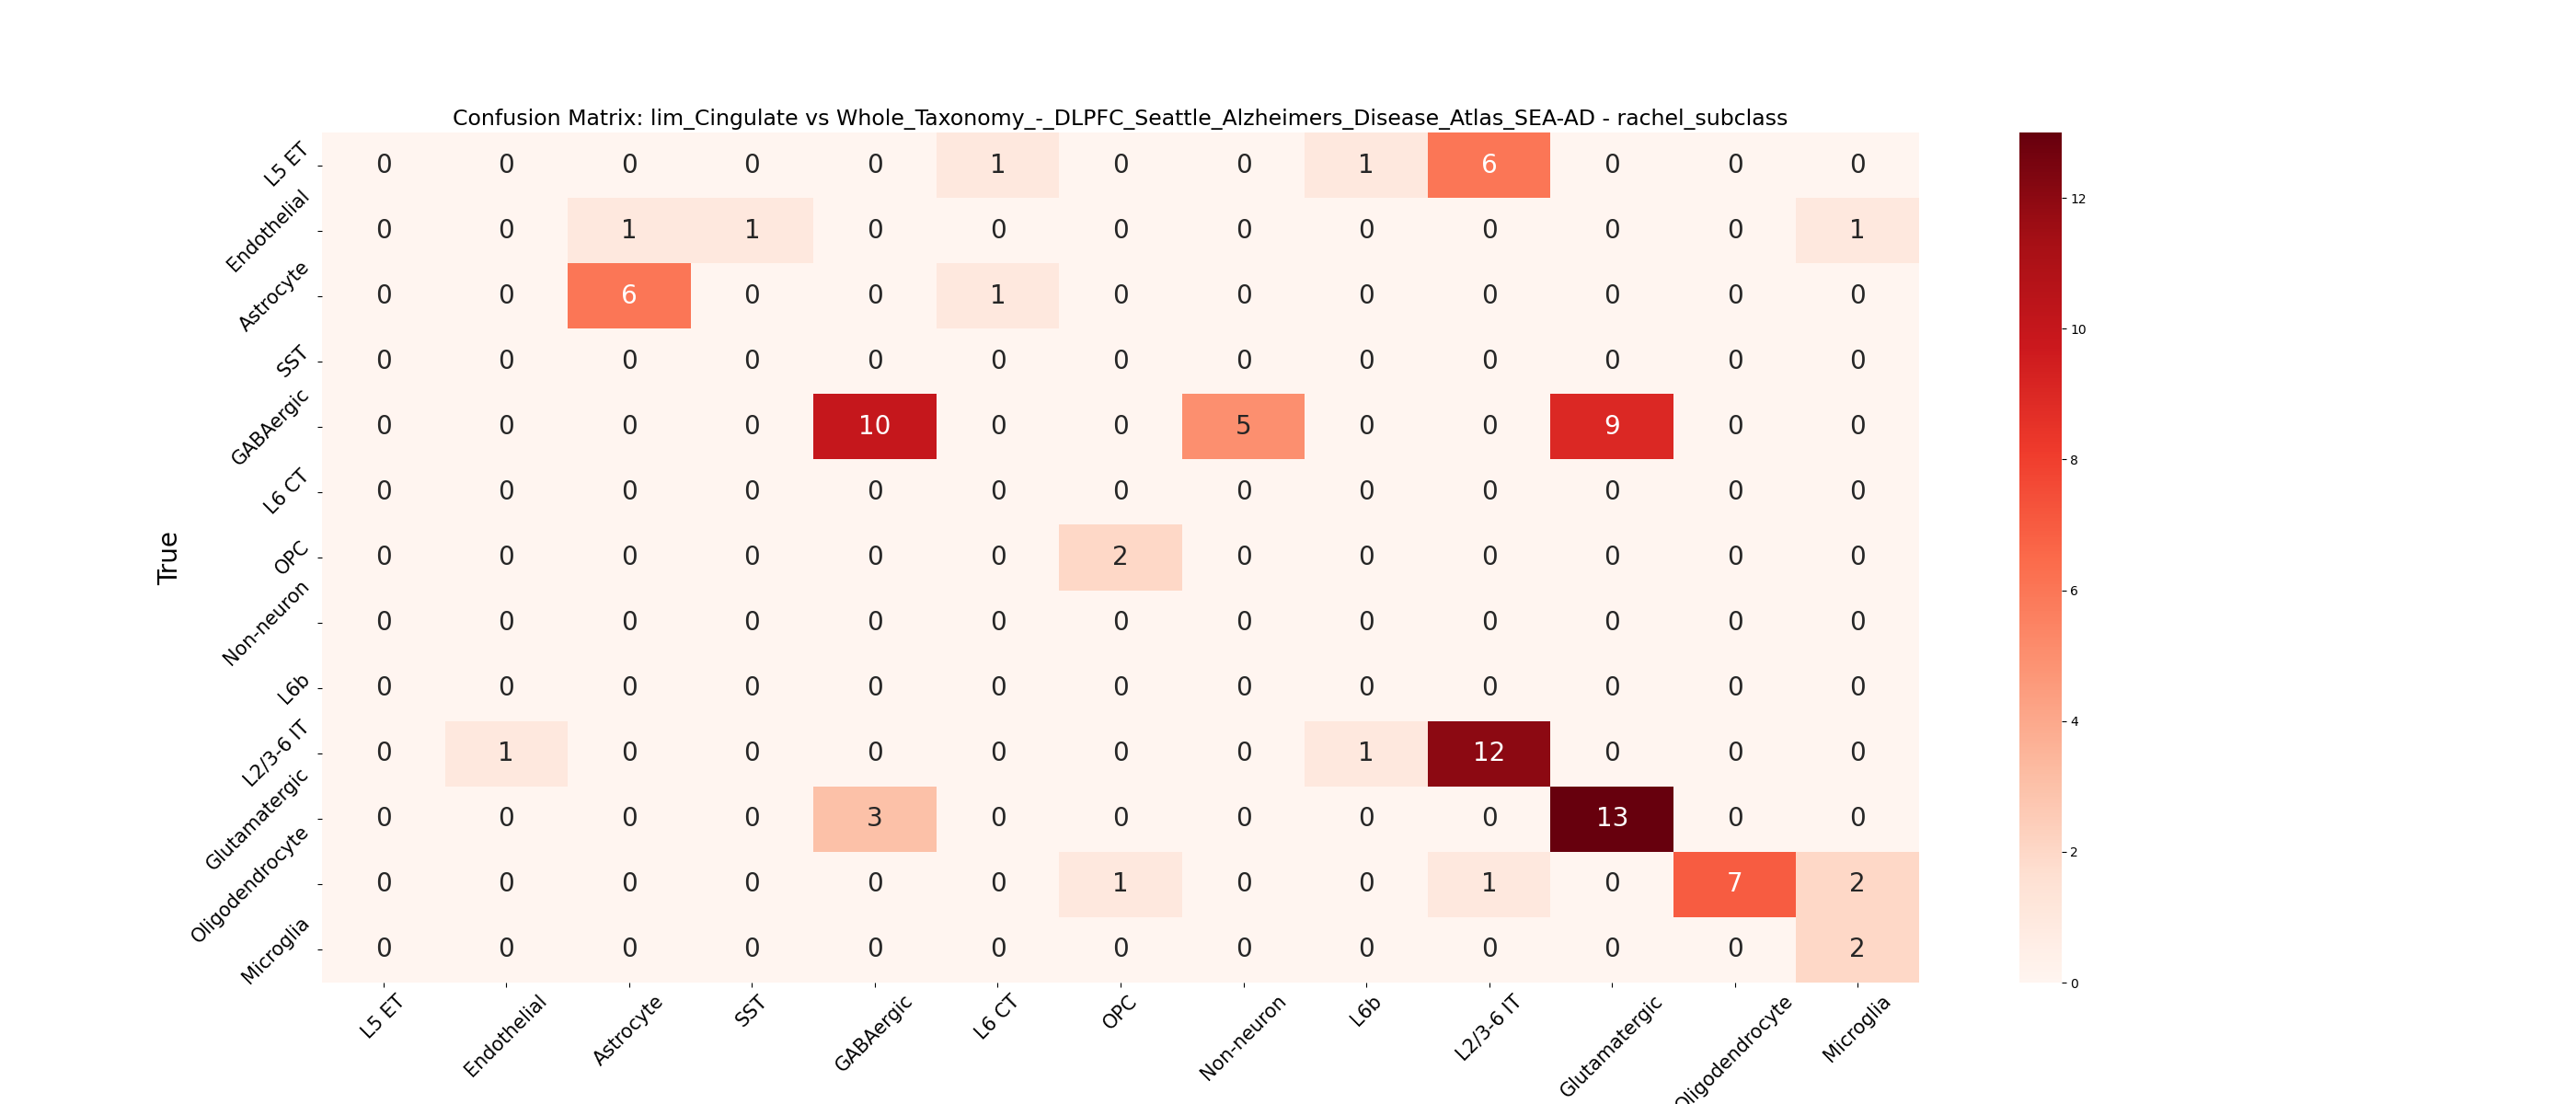 Confusion Matrix: lim_Cingulate vs Whole_Taxonomy_-_DLPFC_Seattle_Alzheimers_Disease_Atlas_SEA-AD - rachel_subclass
True
L5 ET 0 0 0 0 0 1 0 0 1 6 0 0 0
Endothelial 0 0 1 1 0 0 0 0 0 0 0 0 1
Astrocyte 0 0 6 0 0 1 0 0 0 0 0 0 0
SST 0 0 0 0 0 0 0 0 0 0 0 0 0
GABAergic 0 0 0 0 10 0 0 5 0 0 9 0 0
L6 CT 0 0 0 0 0 0 0 0 0 0 0 0 0
OPC 0 0 0 0 0 0 2 0 0 0 0 0 0
Non-neuron 0 0 0 0 0 0 0 0 0 0 0 0 0
L6b 0 0 0 0 0 0 0 0 0 0 0 0 0
L2/3-6 IT 0 1 0 0 0 0 0 0 1 12 0 0 0
Glutamatergic 0 0 0 0 3 0 0 0 0 0 13 0 0
Oligodendrocyte 0 0 0 0 0 0 1 0 0 1 0 7 2
Microglia 0 0 0 0 0 0 0 0 0 0 0 0 2
L5 ET Endothelial Astrocyte SST GABAergic L6 CT OPC Non-neuron L6b L2/3-6 IT Glutamatergic Oligodendrocyte Microglia
12
10
8
6
4
2
0